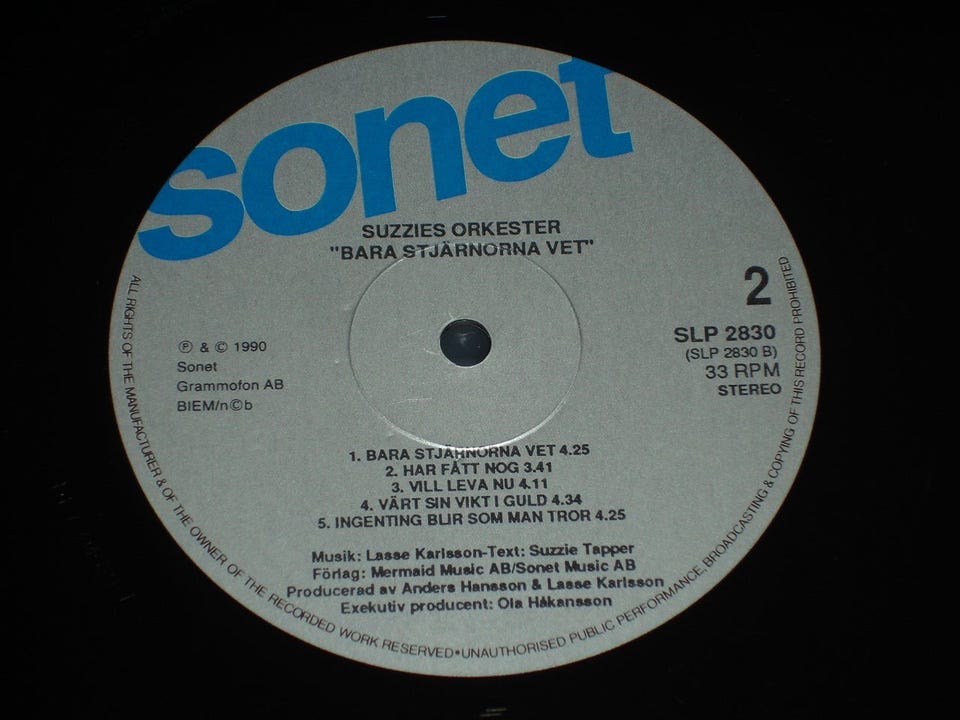 sonet
SUZZIES ORKESTER
"BARA STJÄRNORNA VET"
2
SLP 2830
(SLP 2830 B)
33 RPM
STEREO
Ⓟ & © 1990
Sonet
Grammofon AB
BIEM/n©b
1. BARA STJÄRNORNA VET 4.25
2. HAR FÅTT NOG 3.41
3. VILL LEVA NU 4.11
4. VÄRT SIN VIKT I GULD 4.34
5. INGENTING BLIR SOM MAN TROR 4.25
Musik: Lasse Karlsson-Text: Suzzie Tapper
Förlag: Mermaid Music AB/Sonet Music AB
Producerad av Anders Hansson & Lasse Karlsson
Exekutiv producent: Ola Håkansson
ALL RIGHTS OF THE MANUFACTURER & OF THE OWNER OF THE RECORDED WORK RESERVED•UNAUTHORISED PUBLIC PERFORMANCE, BROADCASTING & COPYING OF THIS RECORD PROHIBITED